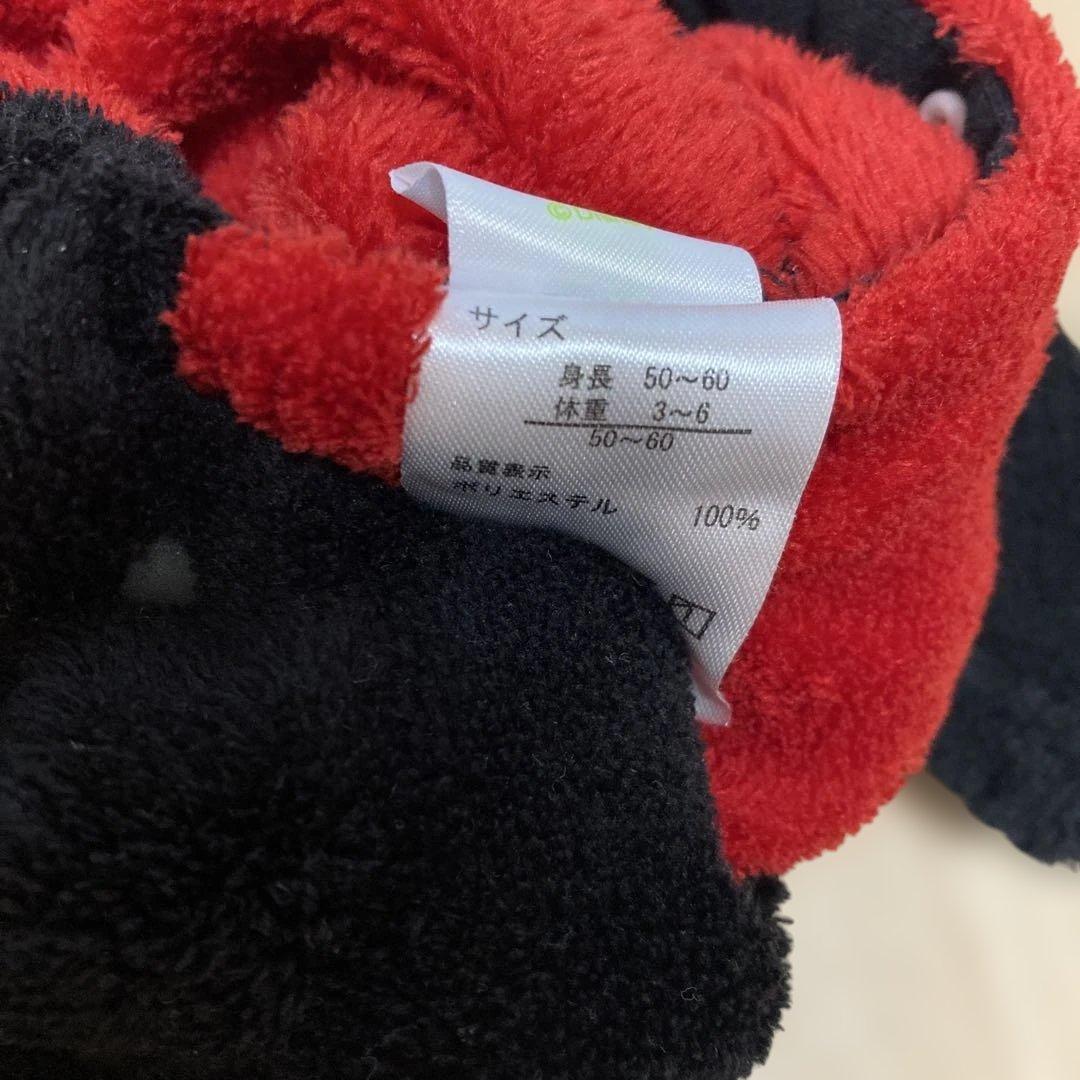 サイズ
身長 50～60
体重 3～6
50～60
品質表示
ポリエステル 100%